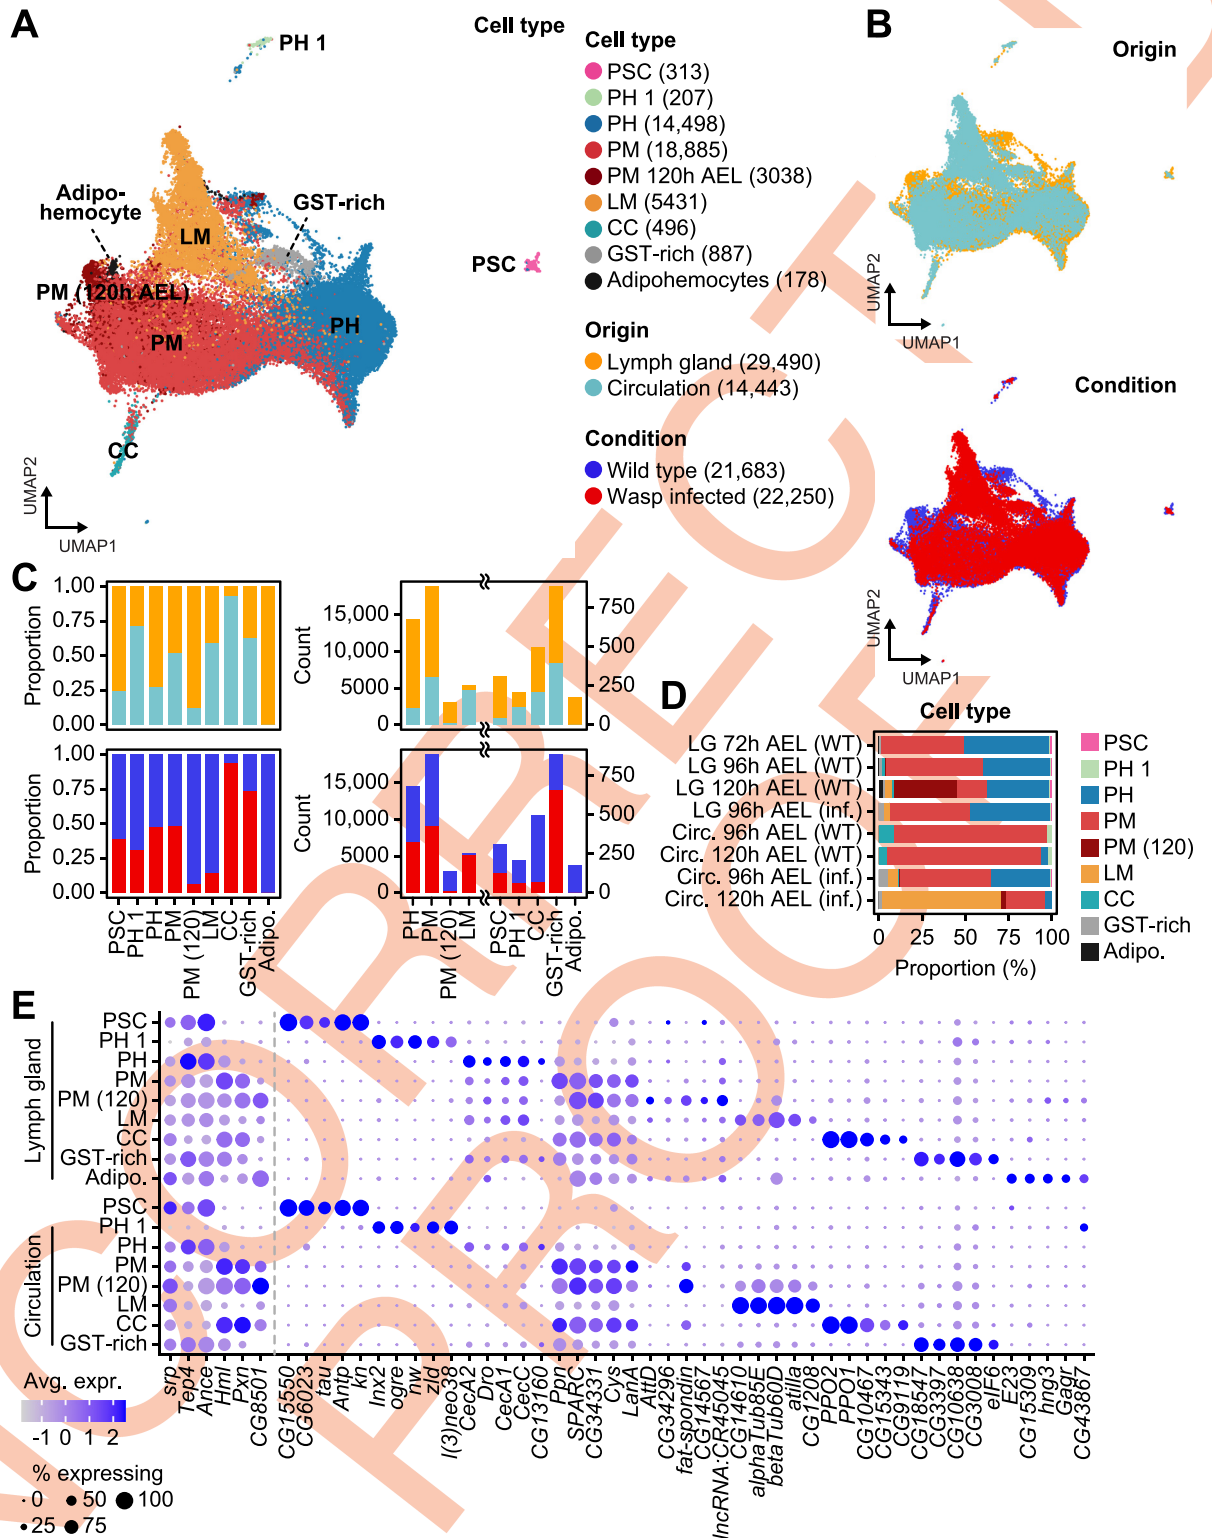 A
PH 1
Adipo-
hemocyte
GST-rich
LM
PSC
PM (120h AEL)
PH
PM
CC
UMAP2
UMAP1
Cell type
Cell type
PSC (313)
PH 1 (207)
PH (14,498)
PM (18,885)
PM 120h AEL (3038)
LM (5431)
CC (496)
GST-rich (887)
Adipohemocytes (178)
Origin
Lymph gland (29,490)
Circulation (14,443)
Condition
Wild type (21,683)
Wasp infected (22,250)
B
Origin
UMAP2
UMAP1
Condition
UMAP2
UMAP1
C
Proportion
1.00
0.75
0.50
0.25
0.00
Count
15,000
10,000
5000
0
750
500
250
0
Proportion
1.00
0.75
0.50
0.25
0.00
Count
15,000
10,000
5000
0
750
500
250
0
PSC
PH 1
PH
PM
PM (120)
LM
CC
GST-rich
Adipo.
PH
PM
PM (120)
LM
PSC
PH 1
CC
GST-rich
Adipo.
D
Cell type
LG 72h AEL (WT)
LG 96h AEL (WT)
LG 120h AEL (WT)
LG 96h AEL (inf.)
Circ. 96h AEL (WT)
Circ. 120h AEL (WT)
Circ. 96h AEL (inf.)
Circ. 120h AEL (inf.)
0 25 50 75 100
Proportion (%)
PSC
PH 1
PH
PM
PM (120)
LM
CC
GST-rich
Adipo.
E
Lymph gland
PSC
PH 1
PH
PM
PM (120)
LM
CC
GST-rich
Adipo.
Circulation
PSC
PH 1
PH
PM
PM (120)
LM
CC
GST-rich
srp
Tep4
Ance
Hml
Pxn
CG8501
CG15550
CG6023
tau
Antp
kn
Inx2
ogre
nw
zld
l(3)neo38
CecA2
Dro
CecA1
CecC
CG13160
Ppn
SPARC
CG34331
Cys
LanA
AttD
CG34296
fat-spondin
CG14567
lncRNA:CR45045
CG14610
alphaTub85E
betaTub60D
atilla
CG1208
PPO2
PPO1
CG10467
CG15343
CG9119
CG18547
CG3397
CG10638
CG3008
eIF6
E23
CG15309
hng3
Gagr
CG43867
Avg. expr.
-1 0 1 2
% expressing
0 50 100
25 75
UNCORRECTED PROOF